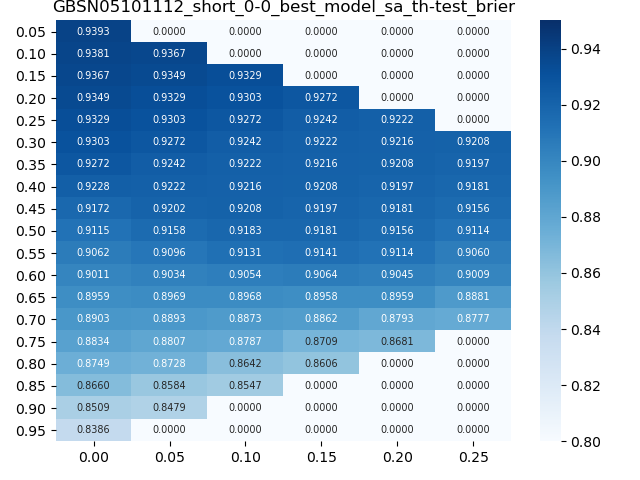 GBSN05101112_short_0-0_best_model_sa_th-test_brier
0.05 0.9393 0.0000 0.0000 0.0000 0.0000 0.0000
0.10 0.9381 0.9367 0.0000 0.0000 0.0000 0.0000
0.15 0.9367 0.9349 0.9329 0.0000 0.0000 0.0000
0.20 0.9349 0.9329 0.9303 0.9272 0.0000 0.0000
0.25 0.9329 0.9303 0.9272 0.9242 0.9222 0.0000
0.30 0.9303 0.9272 0.9242 0.9222 0.9216 0.9208
0.35 0.9272 0.9242 0.9222 0.9216 0.9208 0.9197
0.40 0.9228 0.9222 0.9216 0.9208 0.9197 0.9181
0.45 0.9172 0.9202 0.9208 0.9197 0.9181 0.9156
0.50 0.9115 0.9158 0.9183 0.9181 0.9156 0.9114
0.55 0.9062 0.9096 0.9131 0.9141 0.9114 0.9060
0.60 0.9011 0.9034 0.9054 0.9064 0.9045 0.9009
0.65 0.8959 0.8969 0.8968 0.8958 0.8959 0.8881
0.70 0.8903 0.8893 0.8873 0.8862 0.8793 0.8777
0.75 0.8834 0.8807 0.8787 0.8709 0.8681 0.0000
0.80 0.8749 0.8728 0.8642 0.8606 0.0000 0.0000
0.85 0.8660 0.8584 0.8547 0.0000 0.0000 0.0000
0.90 0.8509 0.8479 0.0000 0.0000 0.0000 0.0000
0.95 0.8386 0.0000 0.0000 0.0000 0.0000 0.0000
0.00 0.05 0.10 0.15 0.20 0.25
0.94
0.92
0.90
0.88
0.86
0.84
0.82
0.80